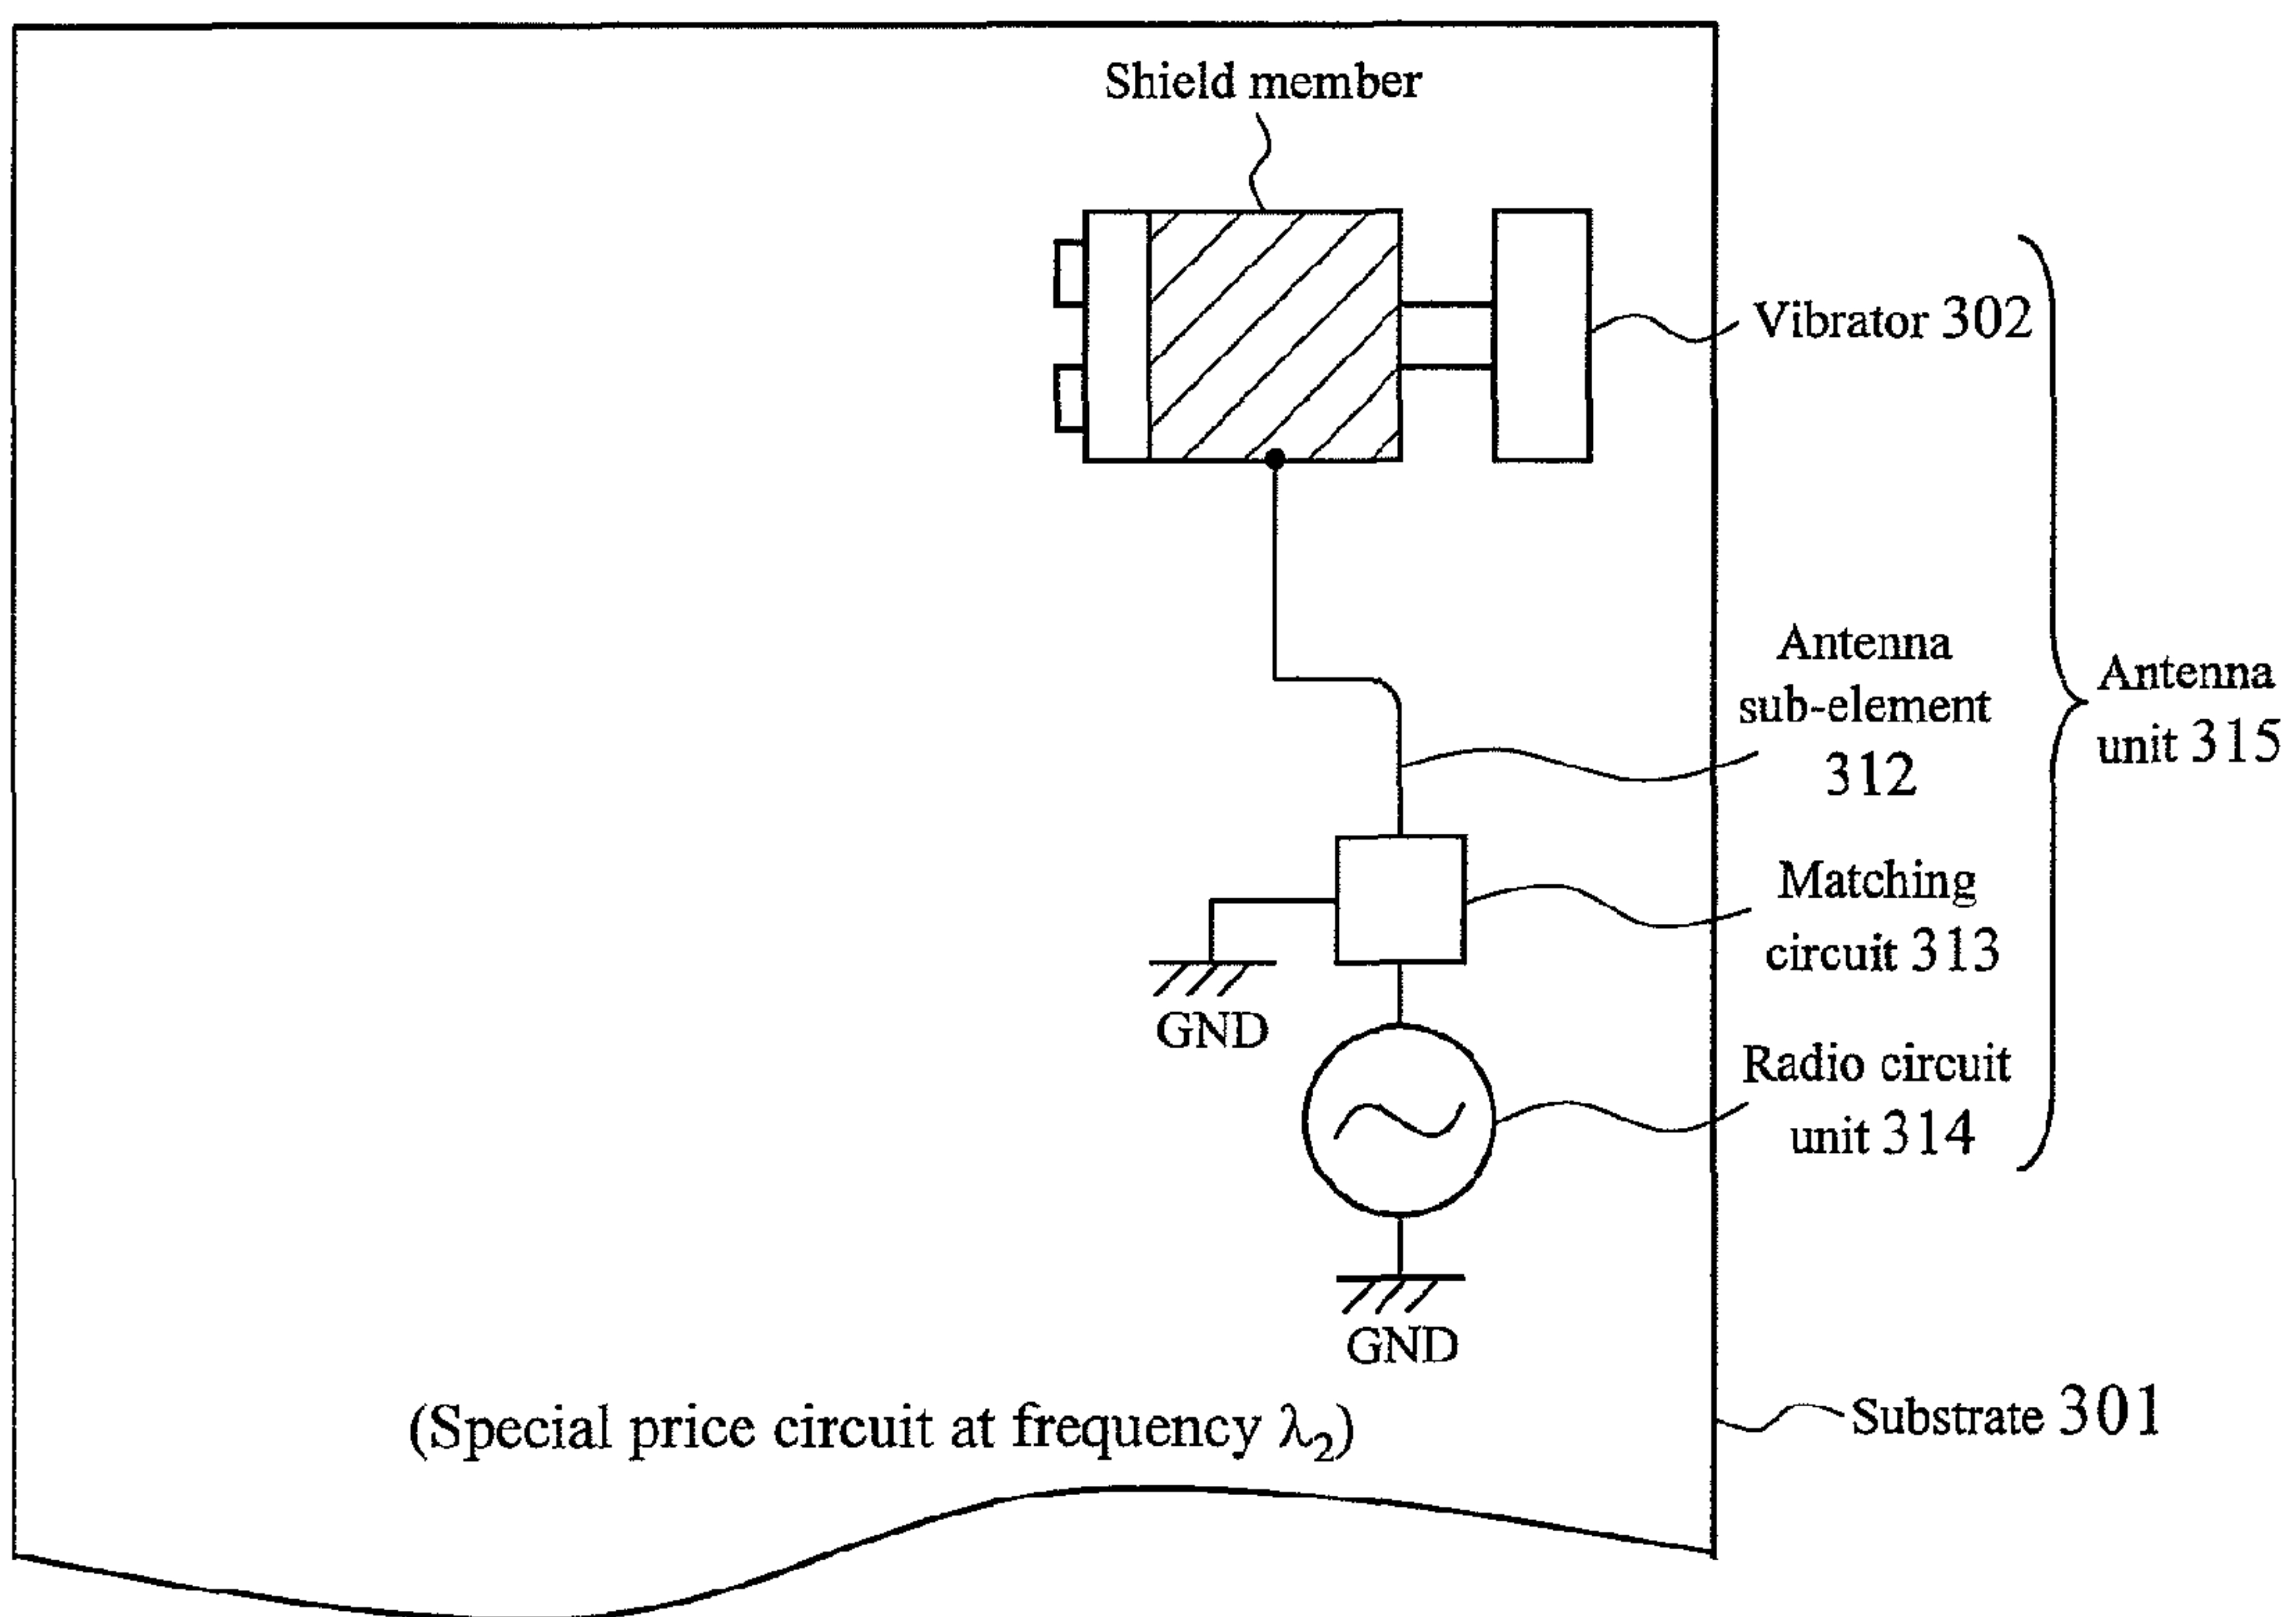 Shield member
Vibrator 302
Antenna
sub-element
312
Antenna
unit 315
Matching
circuit 313
GND
Radio circuit
unit 314
GND
(Special price circuit at frequency λ₂)
Substrate 301